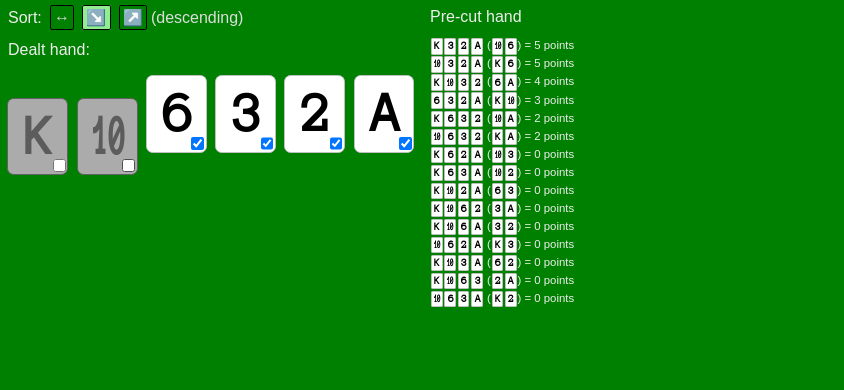 Sort: ↔ ↘ ↗ (descending)
Dealt hand:
K 10 6 3 2 A
Pre-cut hand
K 3 2 A (10 6) = 5 points
10 3 2 A (K 6) = 5 points
K 10 3 2 (6 A) = 4 points
6 3 2 A (K 10) = 3 points
K 6 3 2 (10 A) = 2 points
10 6 3 2 (K A) = 2 points
K 6 2 A (10 3) = 0 points
K 6 3 A (10 2) = 0 points
K 10 2 A (6 3) = 0 points
K 10 6 2 (3 A) = 0 points
K 10 6 A (3 2) = 0 points
10 6 2 A (K 3) = 0 points
K 10 3 A (6 2) = 0 points
K 10 6 3 (2 A) = 0 points
10 6 3 A (K 2) = 0 points